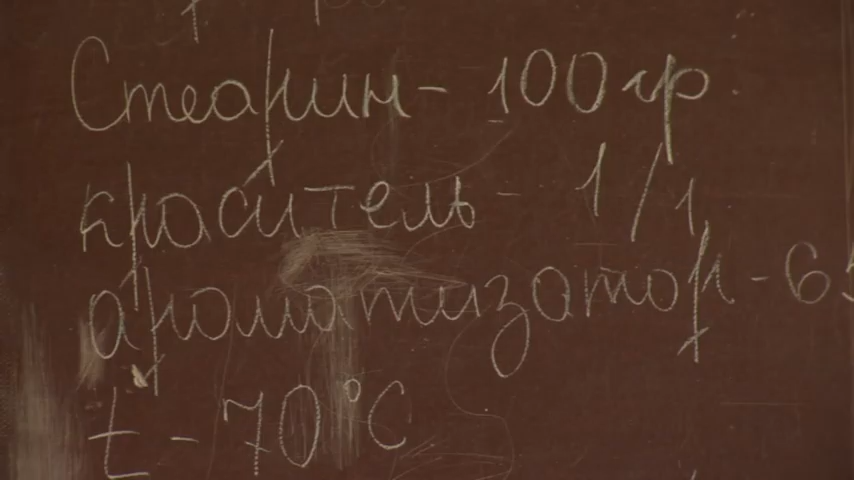 Стеарин - 100 гр.
краситель - 1/1
ароматизатор - 6
t - 70°C